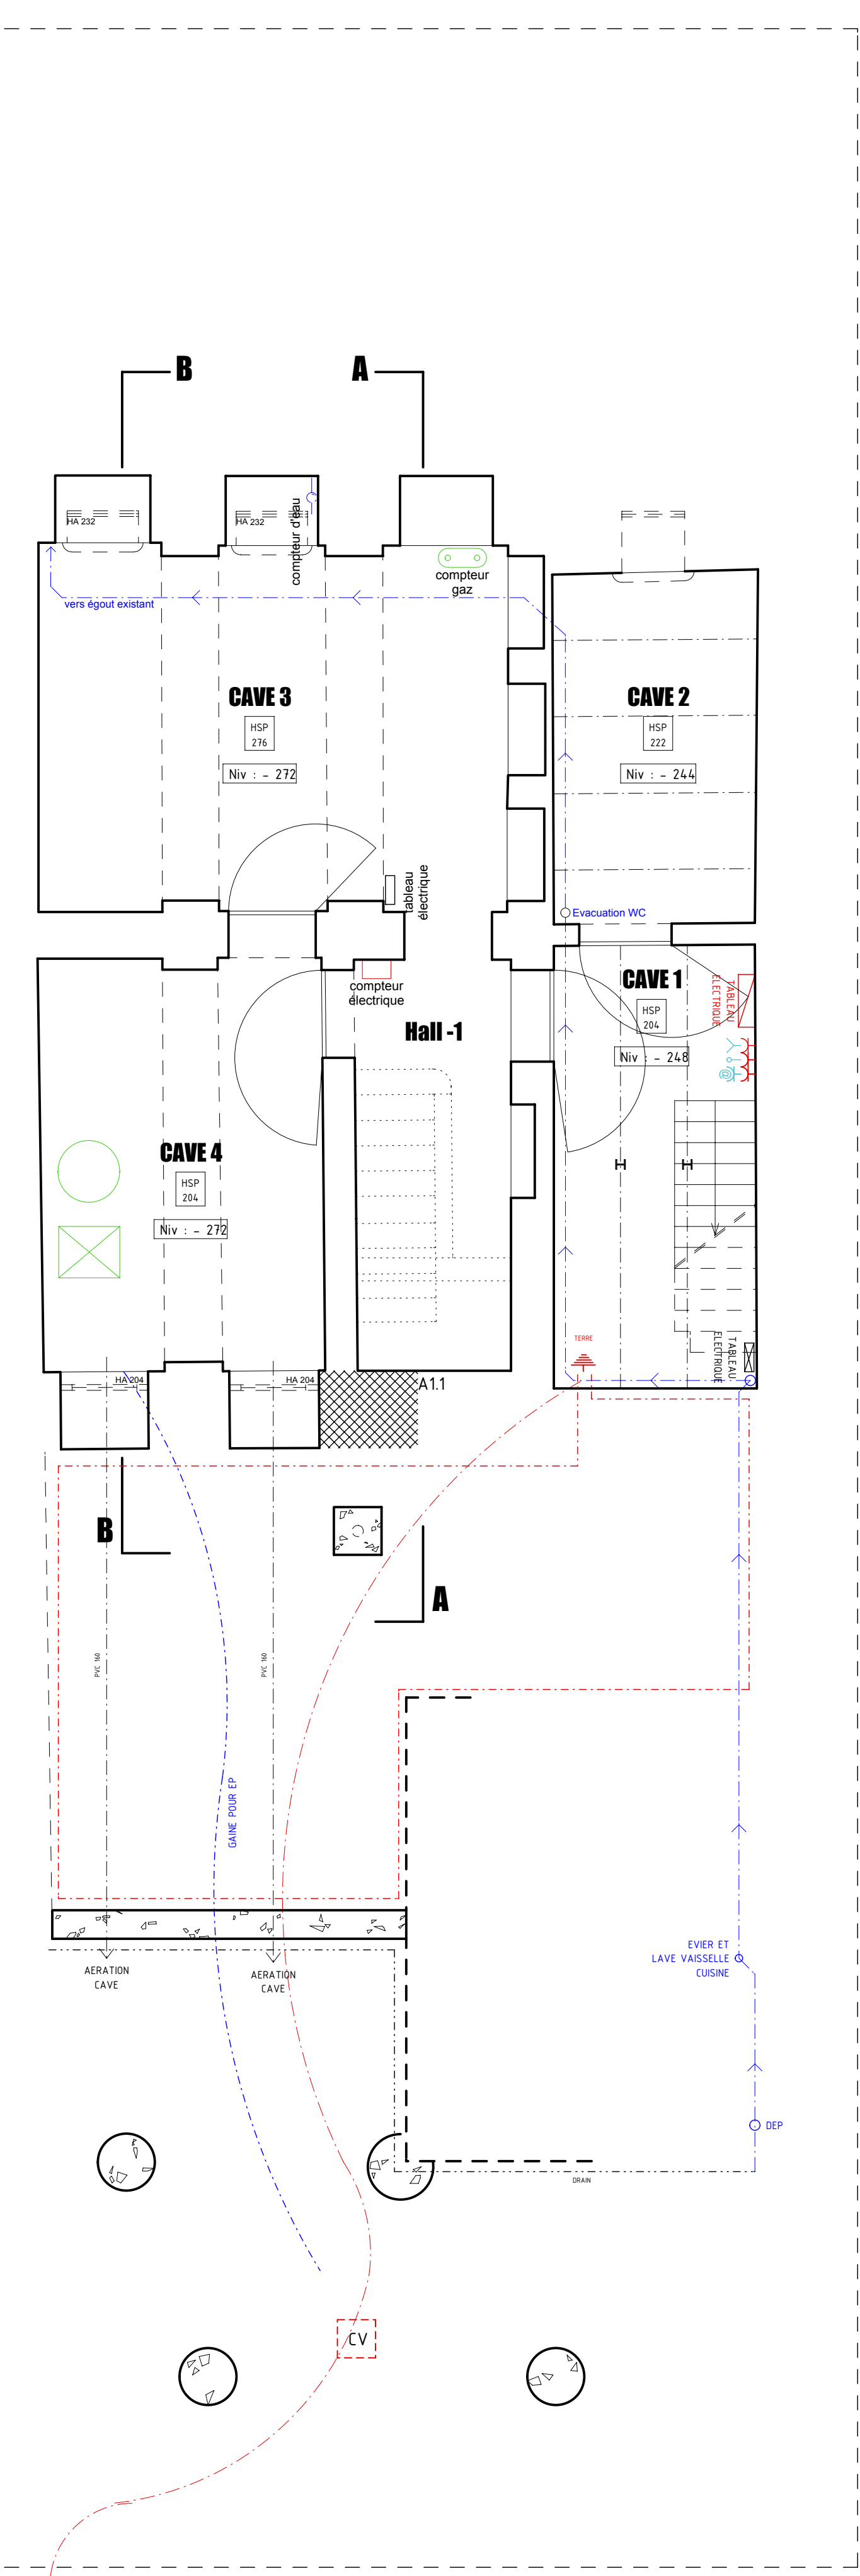 B
A
HA 232
HA 232
compteur d'eau
compteur
gaz
vers égout existant
CAVE 3
HSP
276
Niv : - 272
CAVE 2
HSP
222
Niv : - 244
tableau
électrique
Evacuation WC
compteur
électrique
Hall -1
CAVE 1
HSP
204
Niv : - 248
TABLEAU
ELECTRIQUE
CAVE 4
HSP
204
Niv : - 272
H
H
TERRE
TABLEAU
ELECTRIQUE
HA 204
HA 204
A1.1
B
A
PVC 160
PVC 160
GAINE POUR EP
EVIER ET
LAVE VAISSELLE
CUISINE
AERATION
CAVE
AERATION
CAVE
DEP
DRAIN
CV